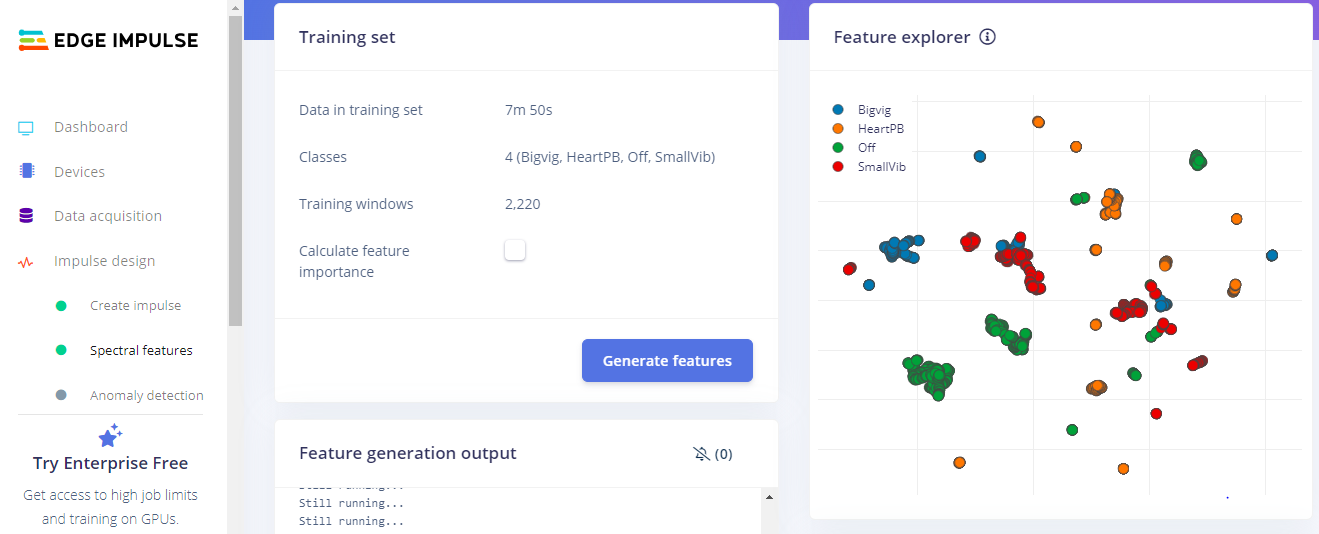 EDGE IMPULSE
Dashboard
Devices
Data acquisition
Impulse design
Create impulse
Spectral features
Anomaly detection
Try Enterprise Free
Get access to high job limits
and training on GPUs.
Training set
Data in training set 7m 50s
Classes 4 (Bigvig, HeartPB, Off, SmallVib)
Training windows 2,220
Calculate feature
importance
Generate features
Feature generation output (0)
Still running...
Still running...
Still running...
Feature explorer
Bigvig
HeartPB
Off
SmallVib